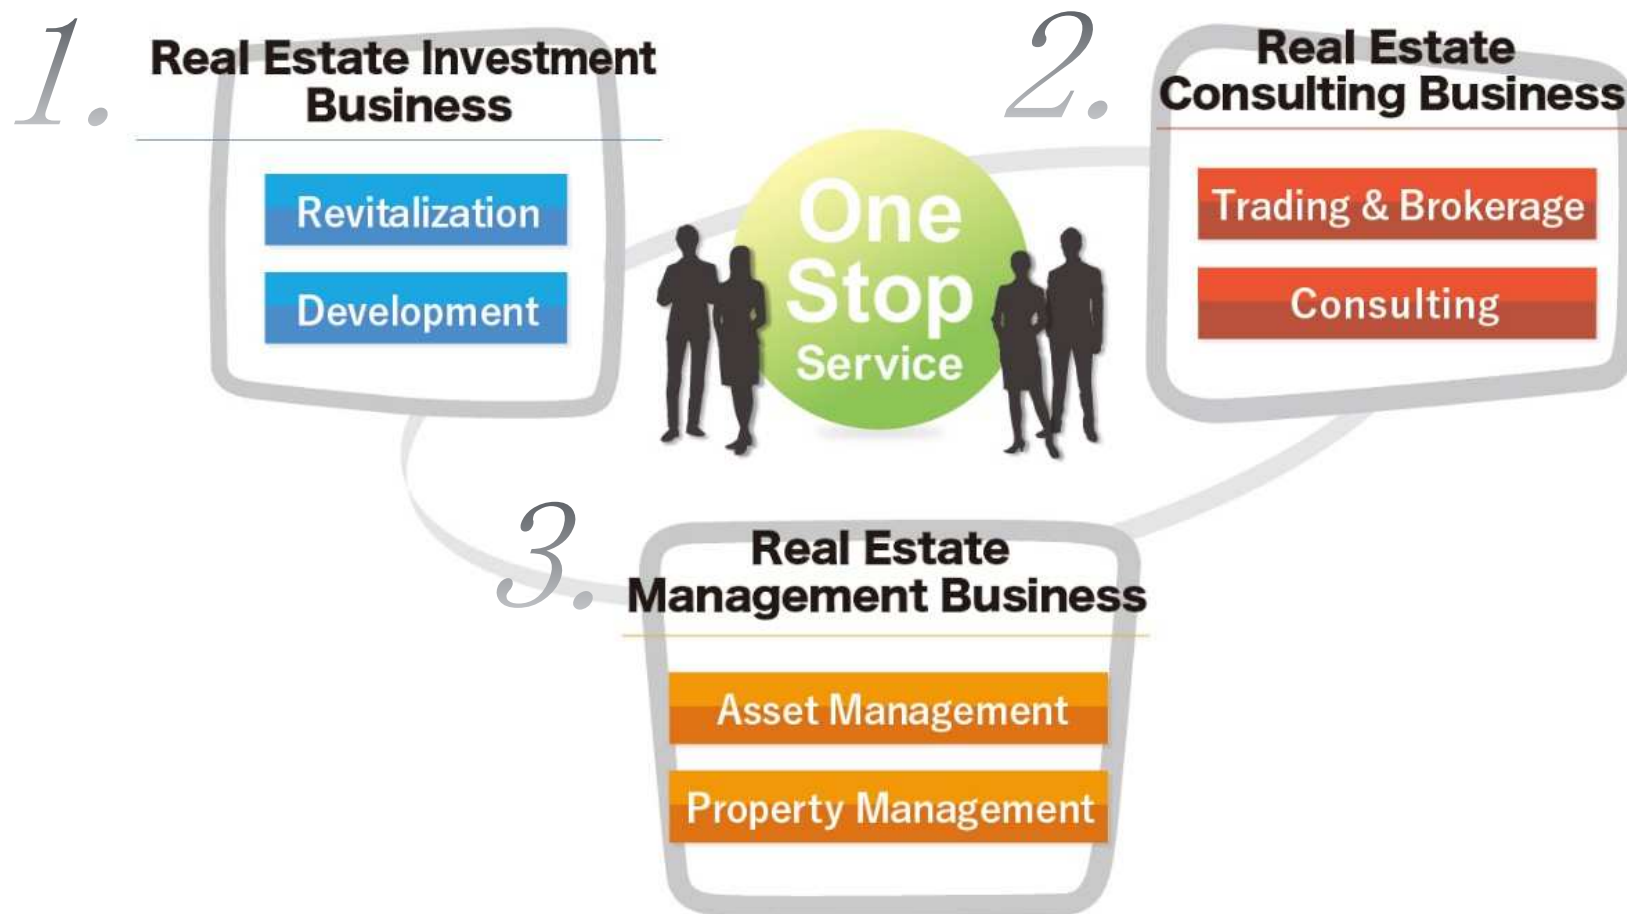 1.
Real Estate Investment
Business
Revitalization
Development
One
Stop
Service
2.
Real Estate
Consulting Business
Trading & Brokerage
Consulting
3.
Real Estate
Management Business
Asset Management
Property Management